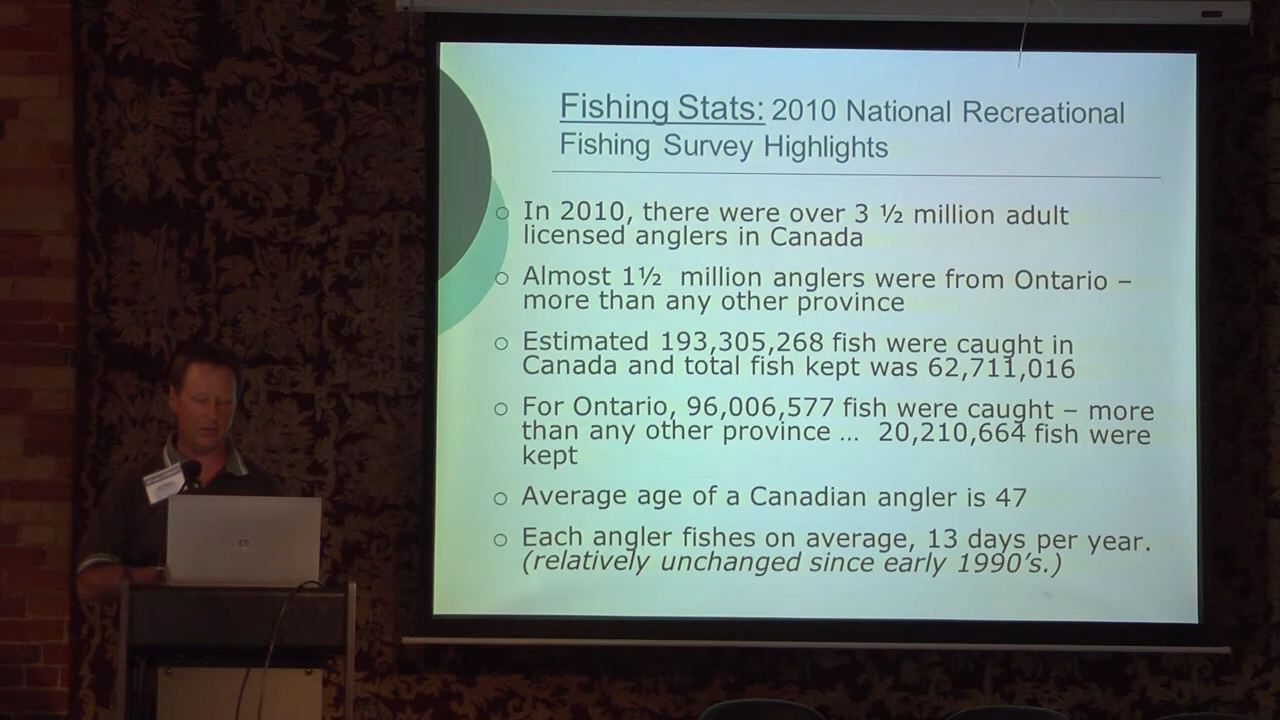 Fishing Stats: 2010 National Recreational
Fishing Survey Highlights
In 2010, there were over 3 ½ million adult
licensed anglers in Canada
Almost 1½ million anglers were from Ontario –
more than any other province
Estimated 193,305,268 fish were caught in
Canada and total fish kept was 62,711,016
For Ontario, 96,006,577 fish were caught – more
than any other province … 20,210,664 fish were
kept
Average age of a Canadian angler is 47
Each angler fishes on average, 13 days per year.
(relatively unchanged since early 1990's.)
hp